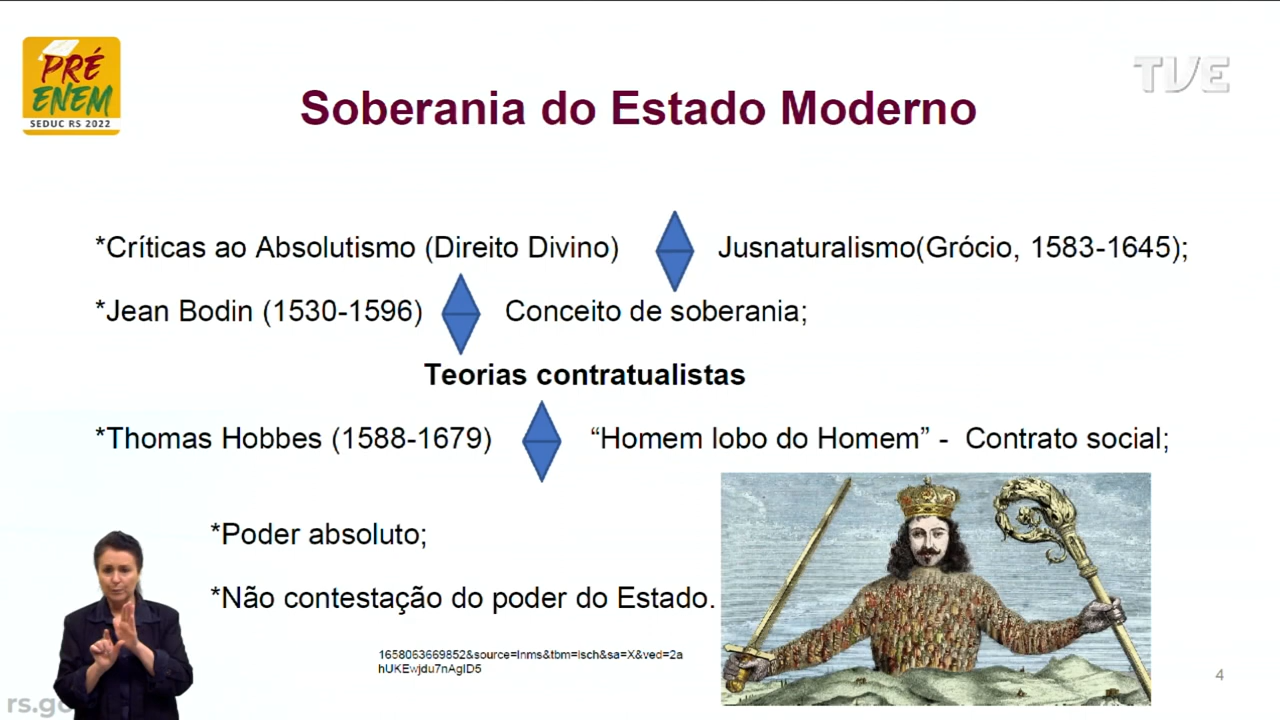 PRÉ
ENEM
SEDUC RS 2022
TVE
Soberania do Estado Moderno
*Críticas ao Absolutismo (Direito Divino) Jusnaturalismo(Grócio, 1583-1645);
*Jean Bodin (1530-1596) Conceito de soberania;
Teorias contratualistas
*Thomas Hobbes (1588-1679) “Homem lobo do Homem” - Contrato social;
*Poder absoluto;
*Não contestação do poder do Estado.
1658063669852&source=lnms&tbm=isch&sa=X&ved=2a
hUKEwjdu7nAgID5
4